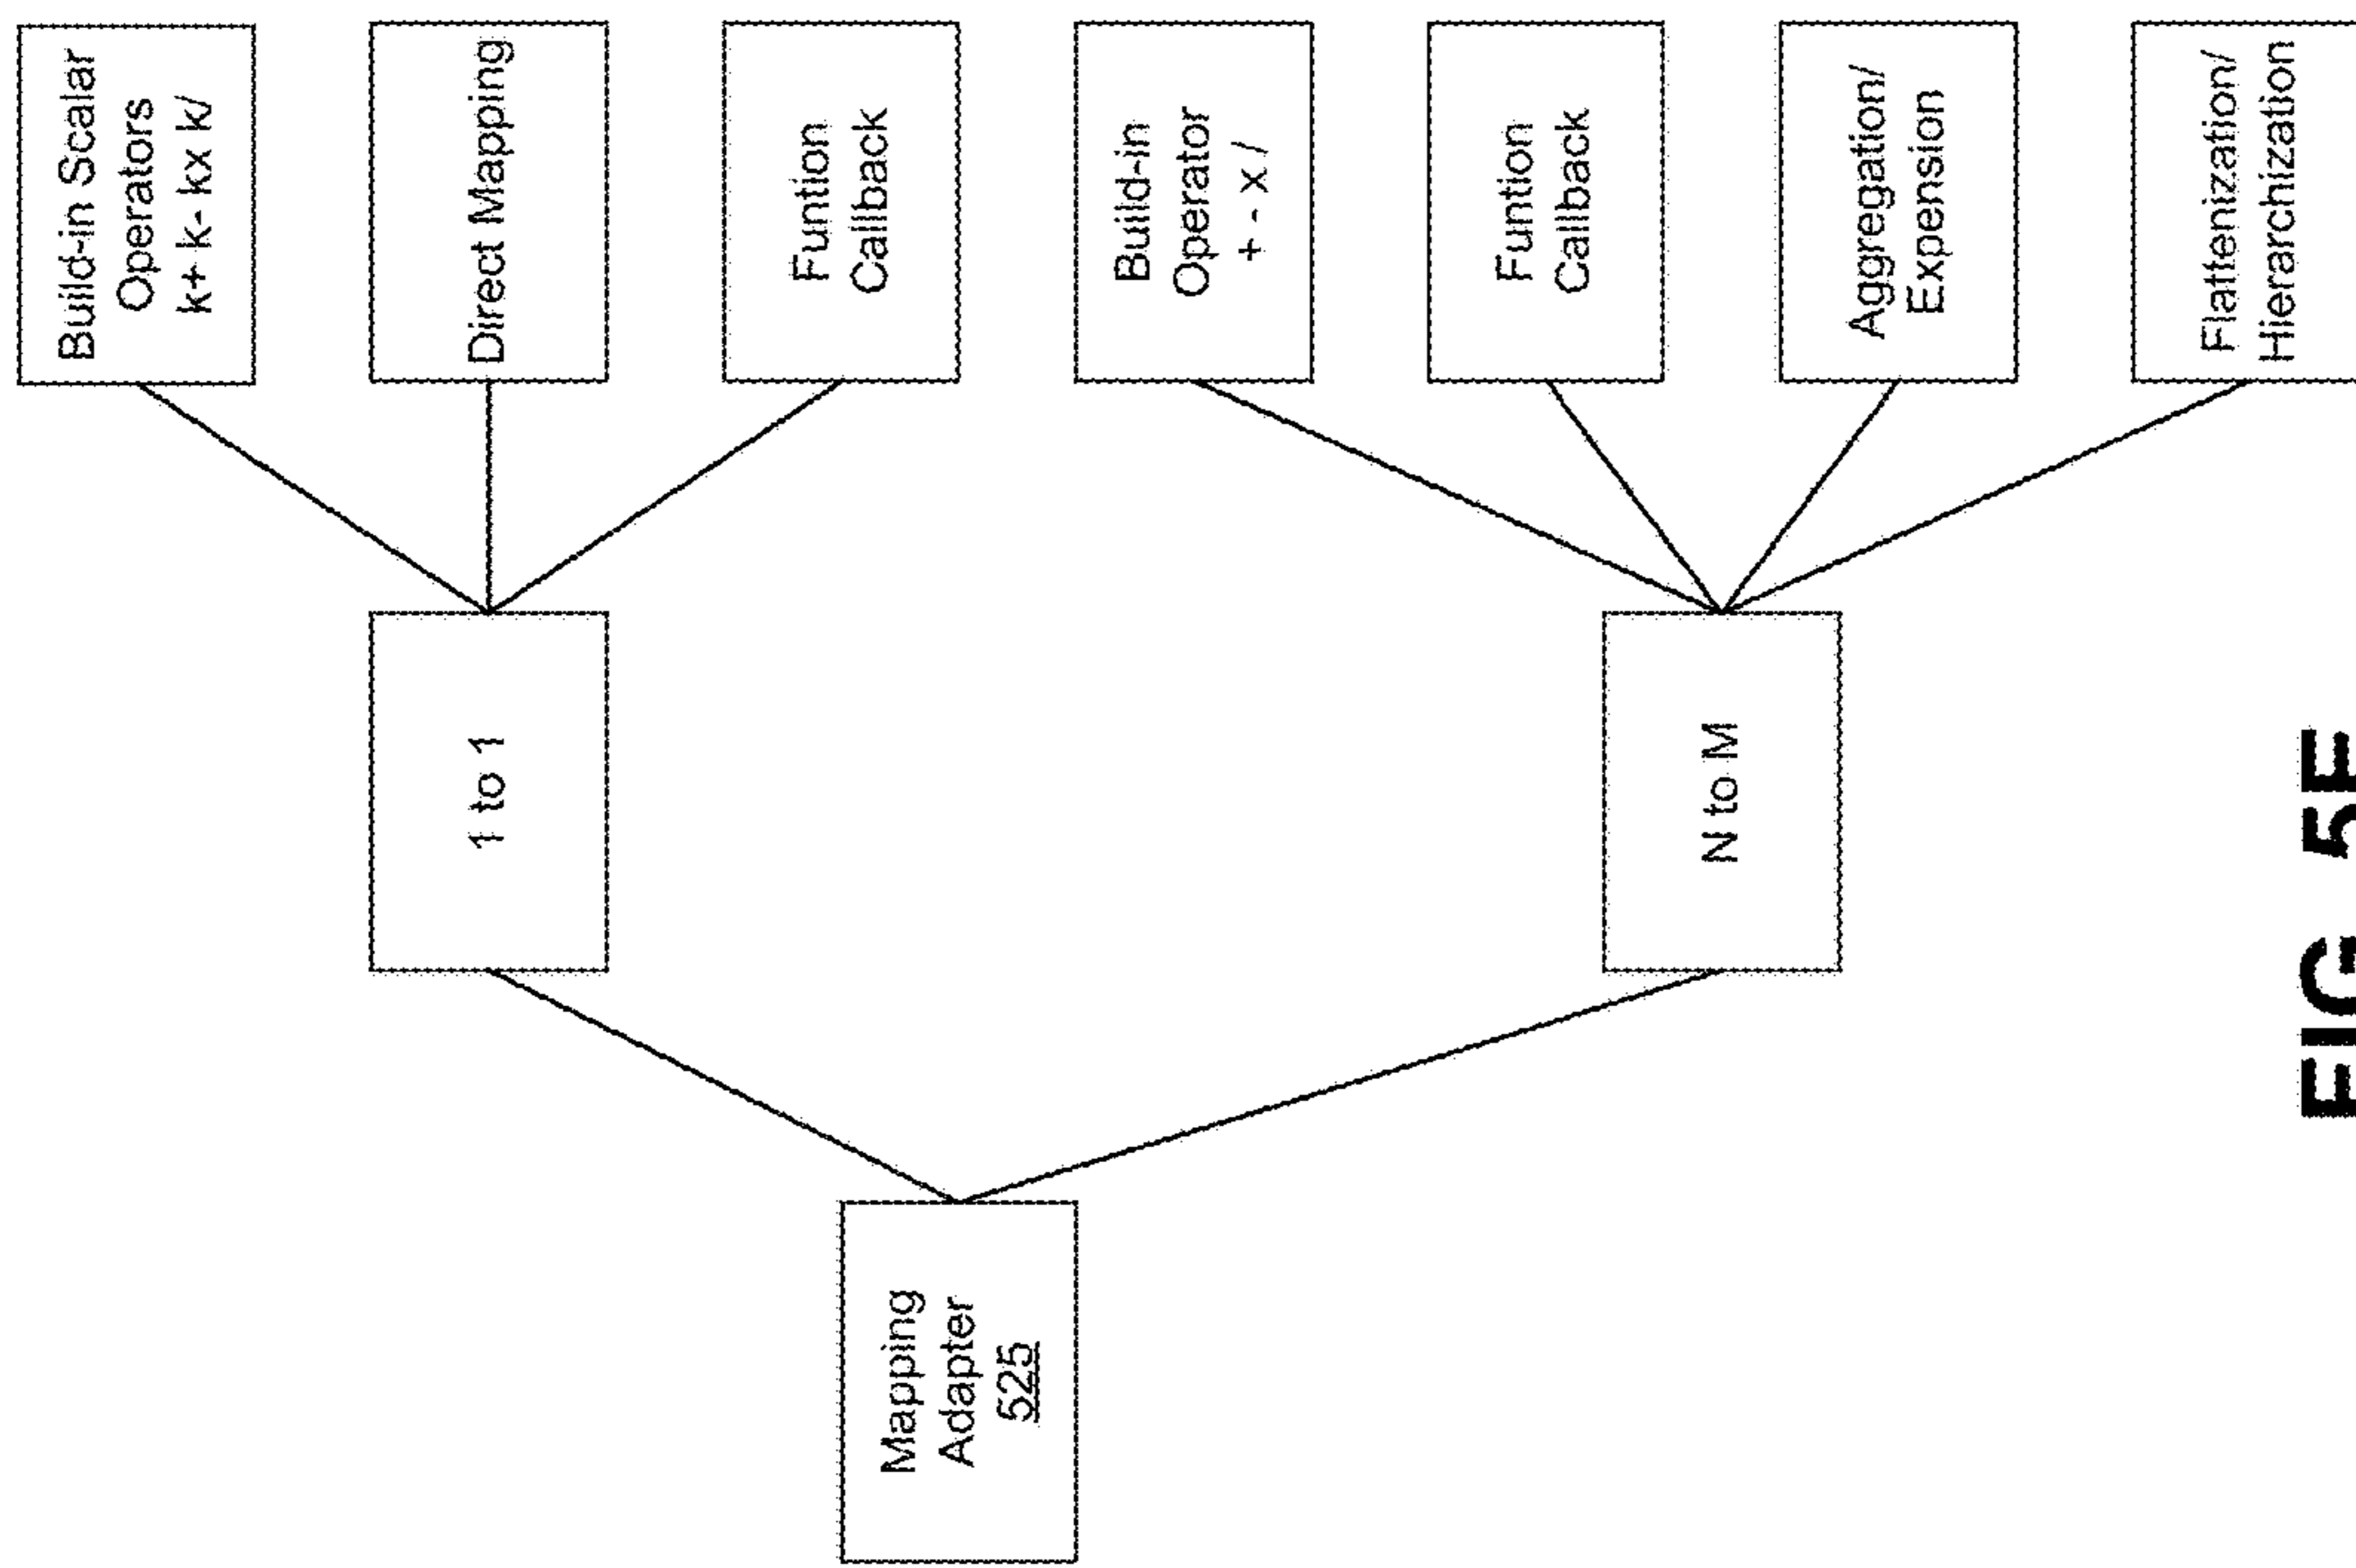 Build-in Scalar
Operators
k+ k- kx k/
1 to 1
Direct Mapping
Funtion
Callback
Mapping
Adapter
525
Build-in
Operator
+ - x /
Funtion
Callback
N to M
Aggregation/
Expension
Flattenization/
Hierarchization
FIG